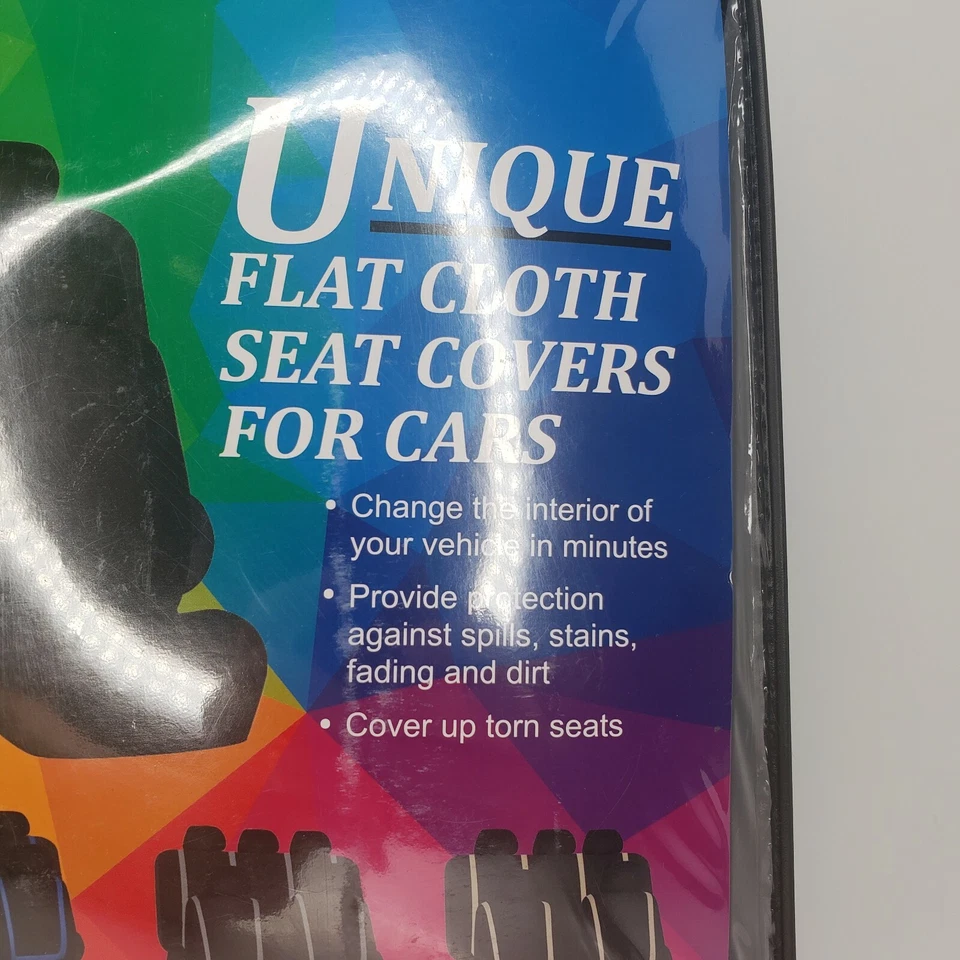 UNIQUE
FLAT CLOTH
SEAT COVERS
FOR CARS
• Change the interior of
your vehicle in minutes
• Provide protection
against spills, stains,
fading and dirt
• Cover up torn seats